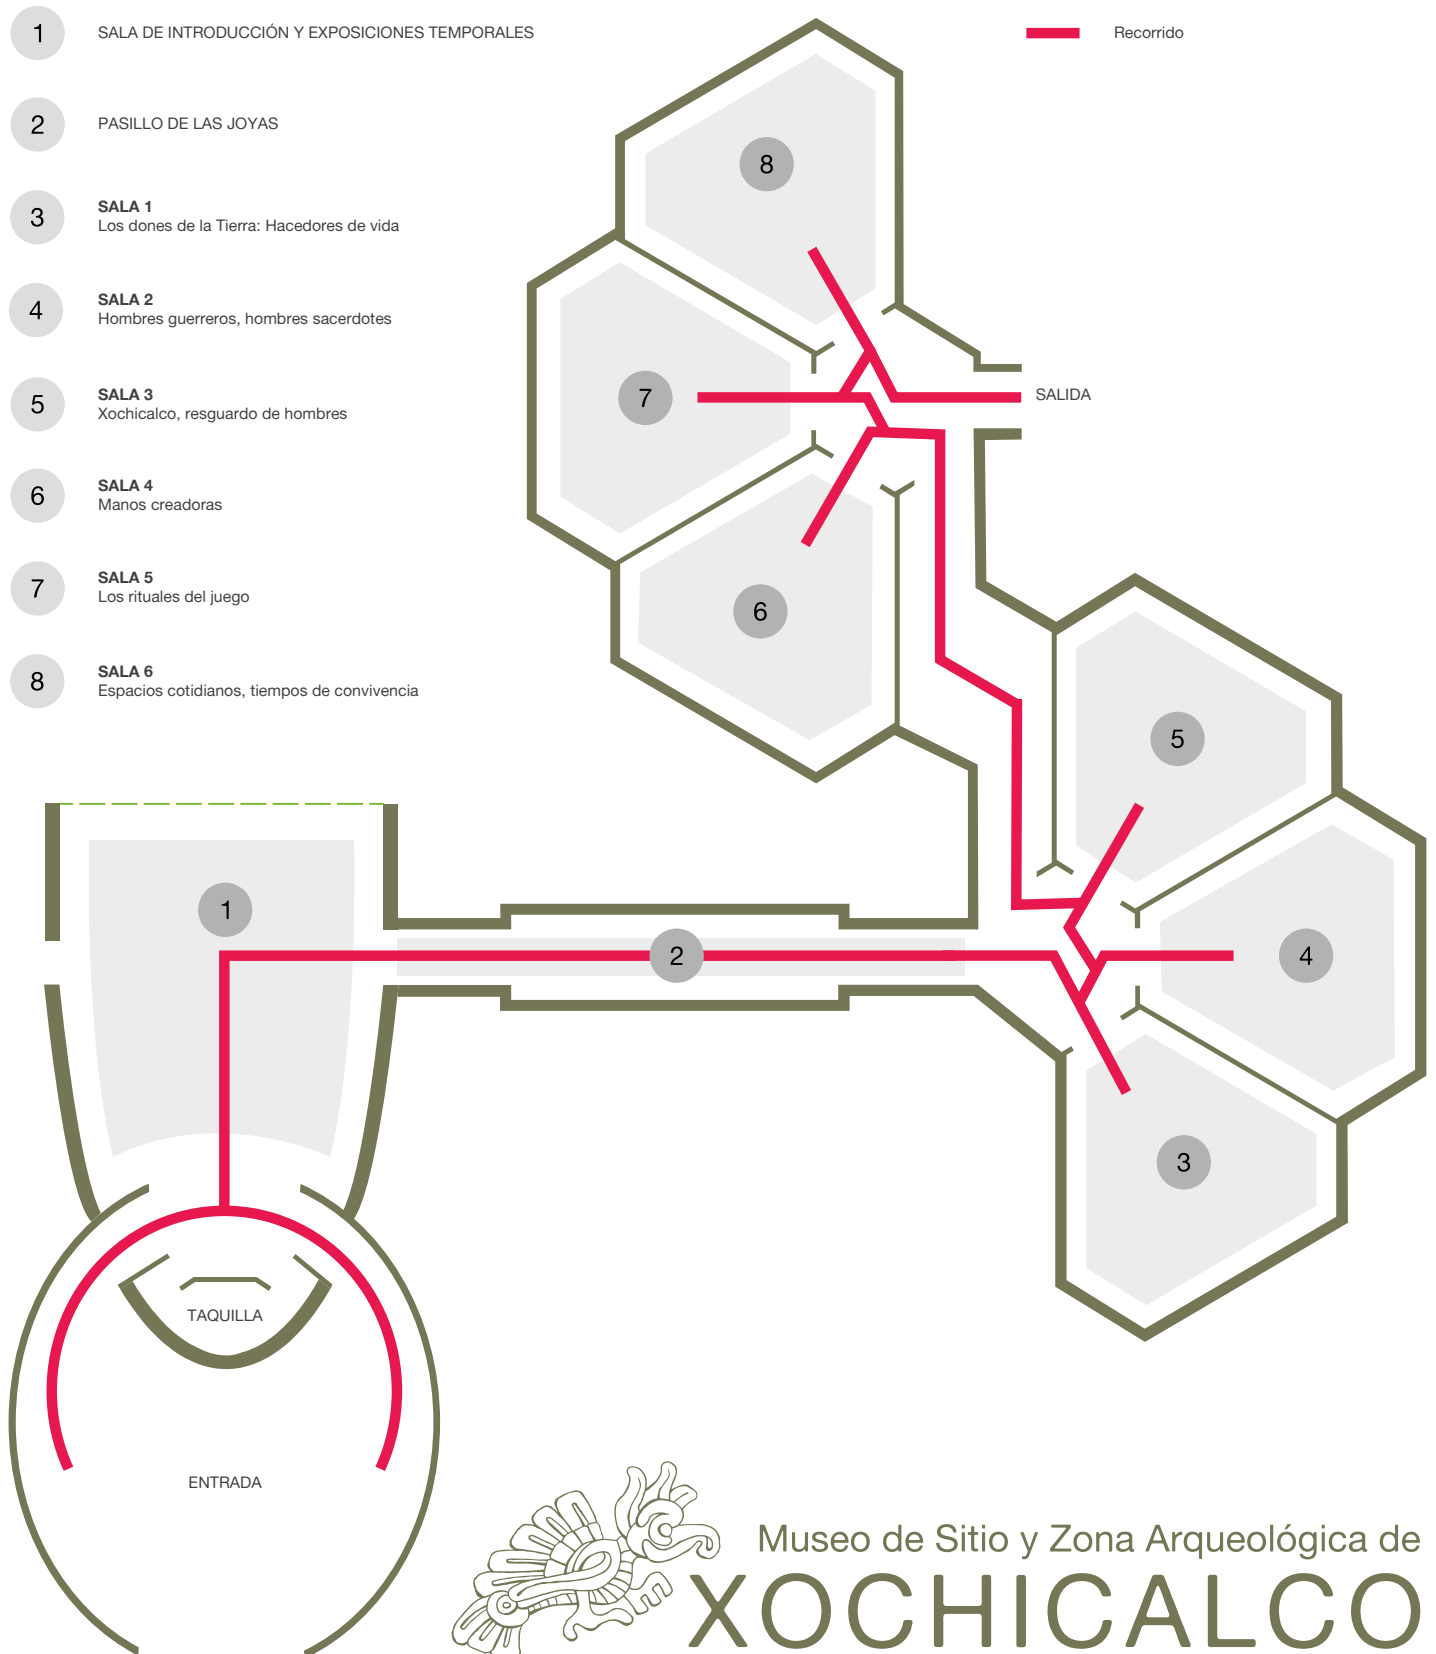 1
SALA DE INTRODUCCIÓN Y EXPOSICIONES TEMPORALES
2
PASILLO DE LAS JOYAS
3
SALA 1
Los dones de la Tierra: Hacedores de vida
4
SALA 2
Hombres guerreros, hombres sacerdotes
5
SALA 3
Xochicalco, resguardo de hombres
6
SALA 4
Manos creadoras
7
SALA 5
Los rituales del juego
8
SALA 6
Espacios cotidianos, tiempos de convivencia
Recorrido
8
7
SALIDA
6
5
1
2
4
3
TAQUILLA
ENTRADA
Museo de Sitio y Zona Arqueológica de
XOCHICALCO